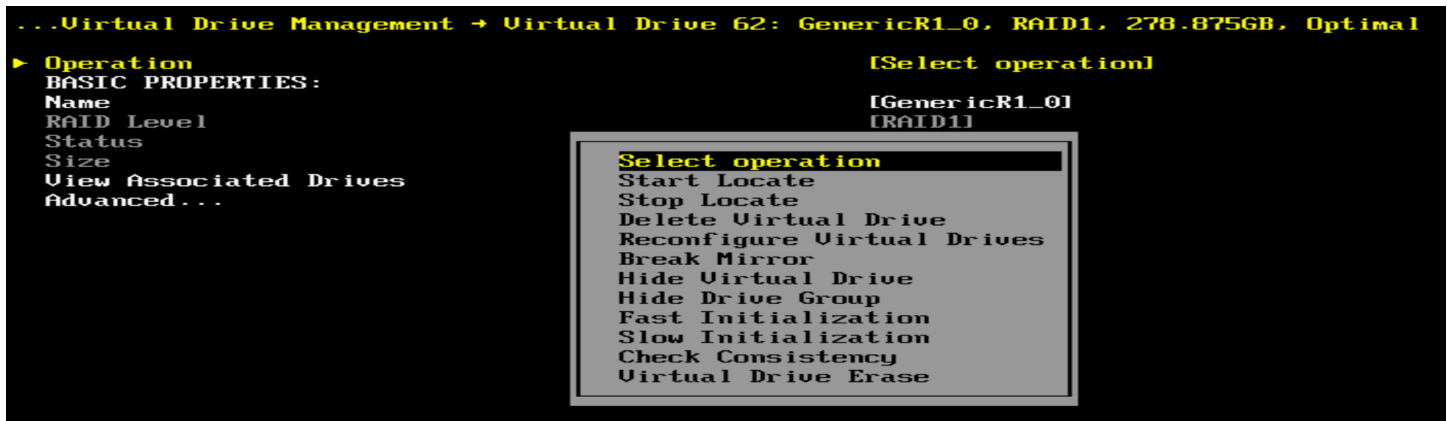 ...Virtual Drive Management → Virtual Drive 62: GenericR1_0, RAID1, 278.875GB, Optimal
► Operation [Select operation]
BASIC PROPERTIES:
Name [GenericR1_0]
RAID Level [RAID1]
Status
Size
View Associated Drives
Advanced...
Select operation
Start Locate
Stop Locate
Delete Virtual Drive
Reconfigure Virtual Drives
Break Mirror
Hide Virtual Drive
Hide Drive Group
Fast Initialization
Slow Initialization
Check Consistency
Virtual Drive Erase